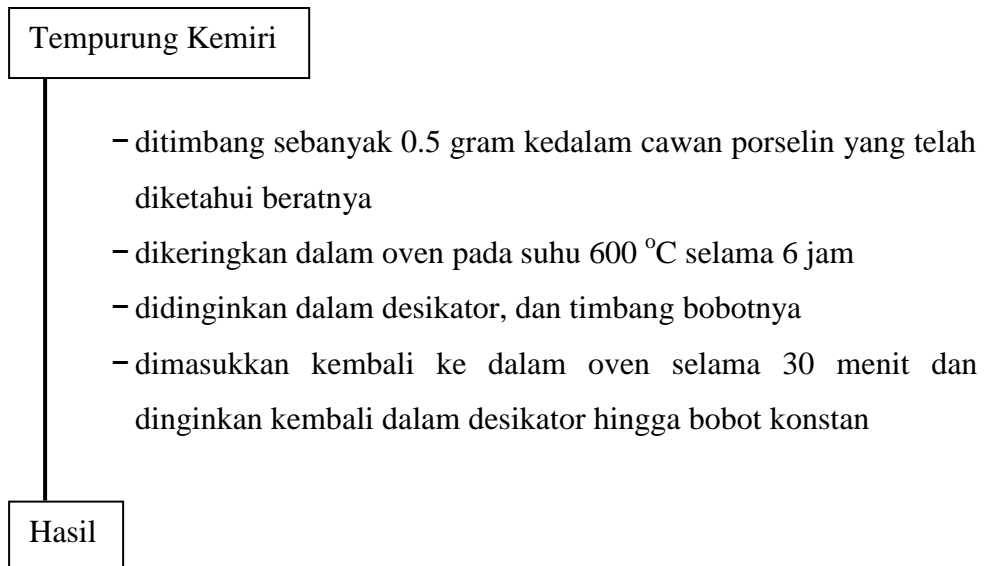 Tempurung Kemiri
− ditimbang sebanyak 0.5 gram kedalam cawan porselin yang telah
diketahui beratnya
− dikeringkan dalam oven pada suhu 600 °C selama 6 jam
− didinginkan dalam desikator, dan timbang bobotnya
− dimasukkan kembali ke dalam oven selama 30 menit dan
dinginkan kembali dalam desikator hingga bobot konstan
Hasil